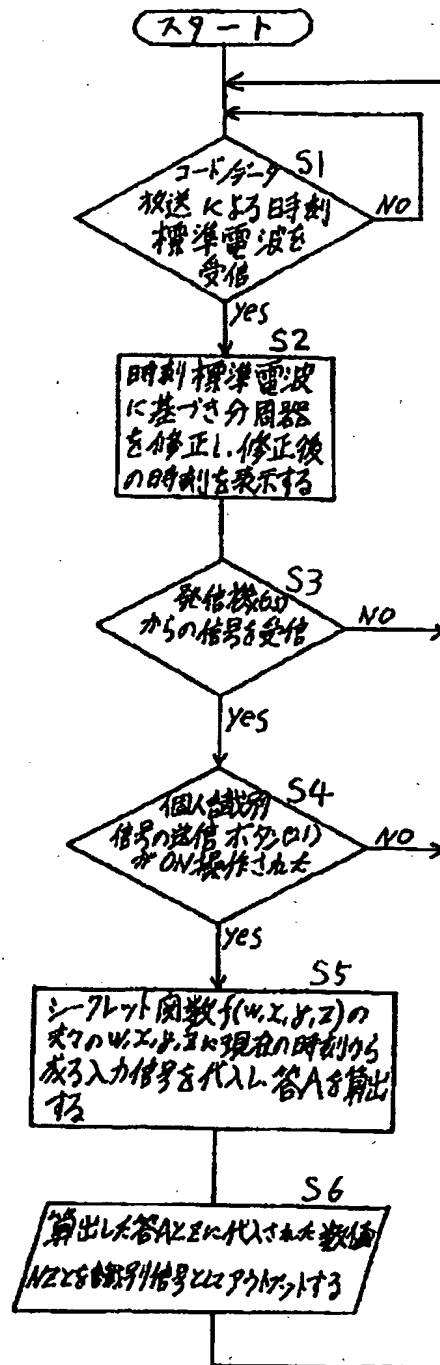 スタート
S1
コード/データ
放送による時刻
標準電波を
受信
NO
yes
S2
時刻標準電波
に基づき分周器
を修正し、修正後
の時刻を表示する
S3
発信機
からの信号を受信
NO
yes
S4
個人識別
信号の送信ボタン(21)
がON操作された
NO
yes
S5
シークレット関数f(w,x,y,z)の
夫々のw,x,y,zに現在の時刻から
成る入力信号を代入し、答Aを算出
する
S6
算出した答AとZに代入された数値
NZとを識別信号としてアウトプットする